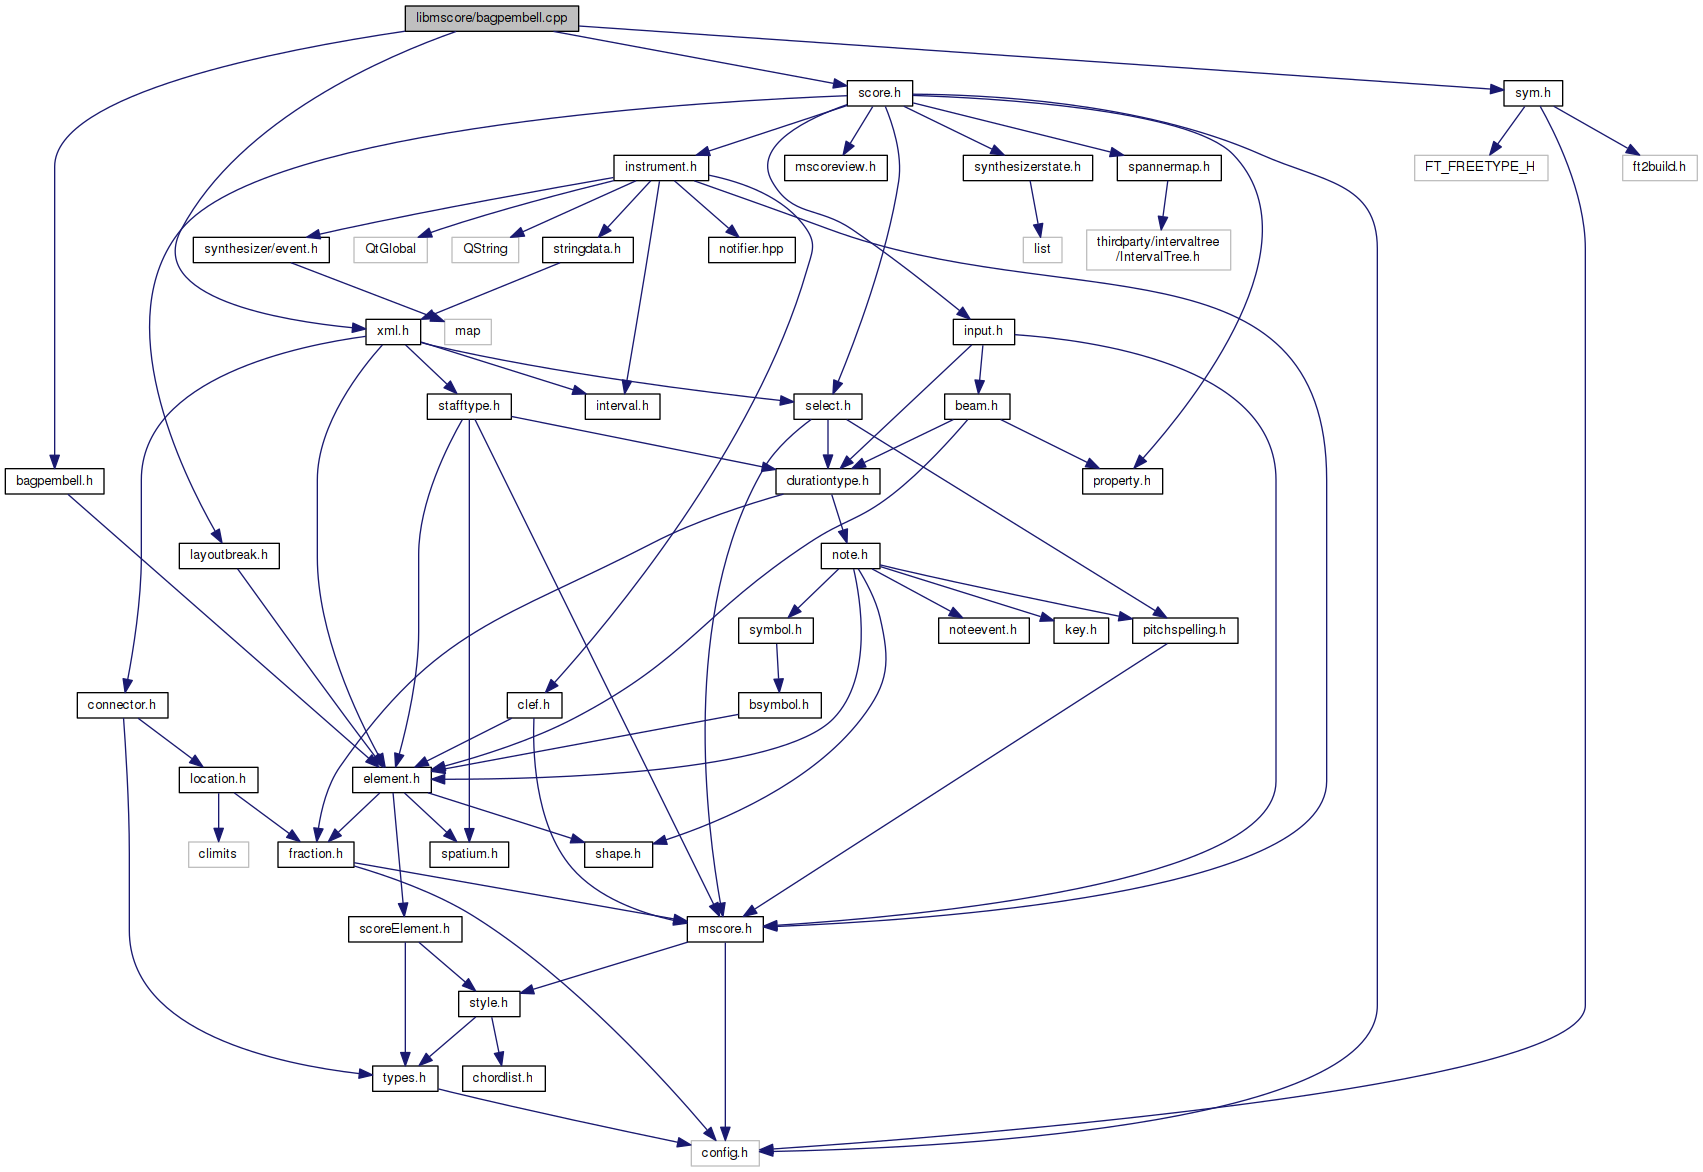 libmscore/bagpembell.cpp
score.h
sym.h
instrument.h
mscoreview.h
synthesizerstate.h
spannermap.h
FT_FREETYPE_H
ft2build.h
synthesizer/event.h
QtGlobal
QString
stringdata.h
notifier.hpp
list
thirdparty/intervaltree
/IntervalTree.h
xml.h
map
input.h
stafftype.h
interval.h
select.h
beam.h
bagpembell.h
durationtype.h
property.h
layoutbreak.h
note.h
symbol.h
noteevent.h
key.h
pitchspelling.h
connector.h
clef.h
bsymbol.h
location.h
element.h
climits
fraction.h
spatium.h
shape.h
scoreElement.h
mscore.h
style.h
types.h
chordlist.h
config.h